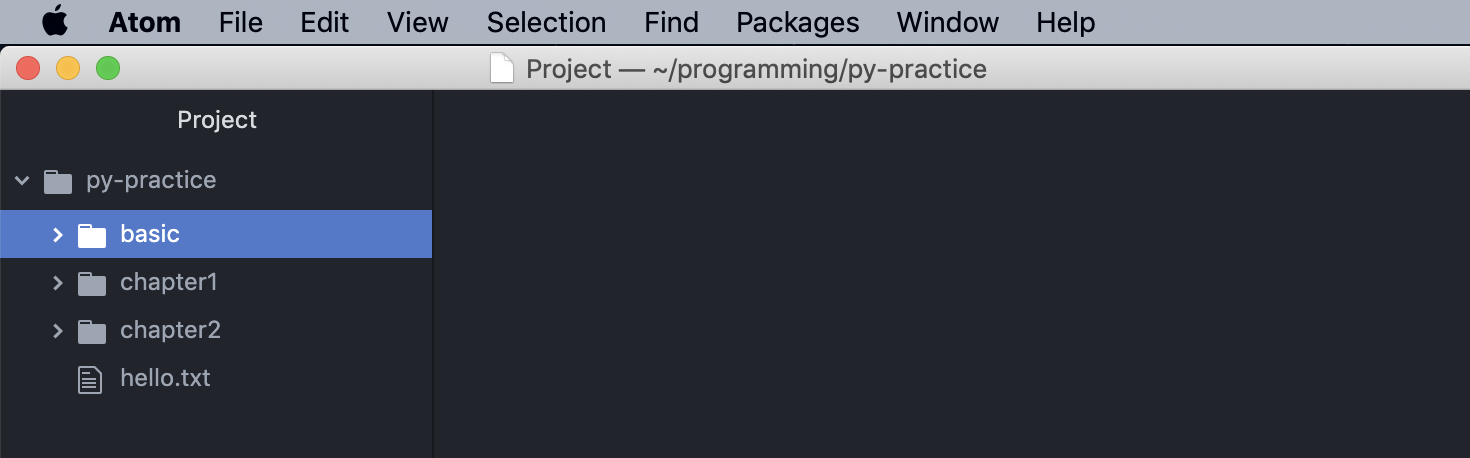 Atom File Edit View Selection Find Packages Window Help
Project — ~/programming/py-practice
Project
py-practice
basic
chapter1
chapter2
hello.txt